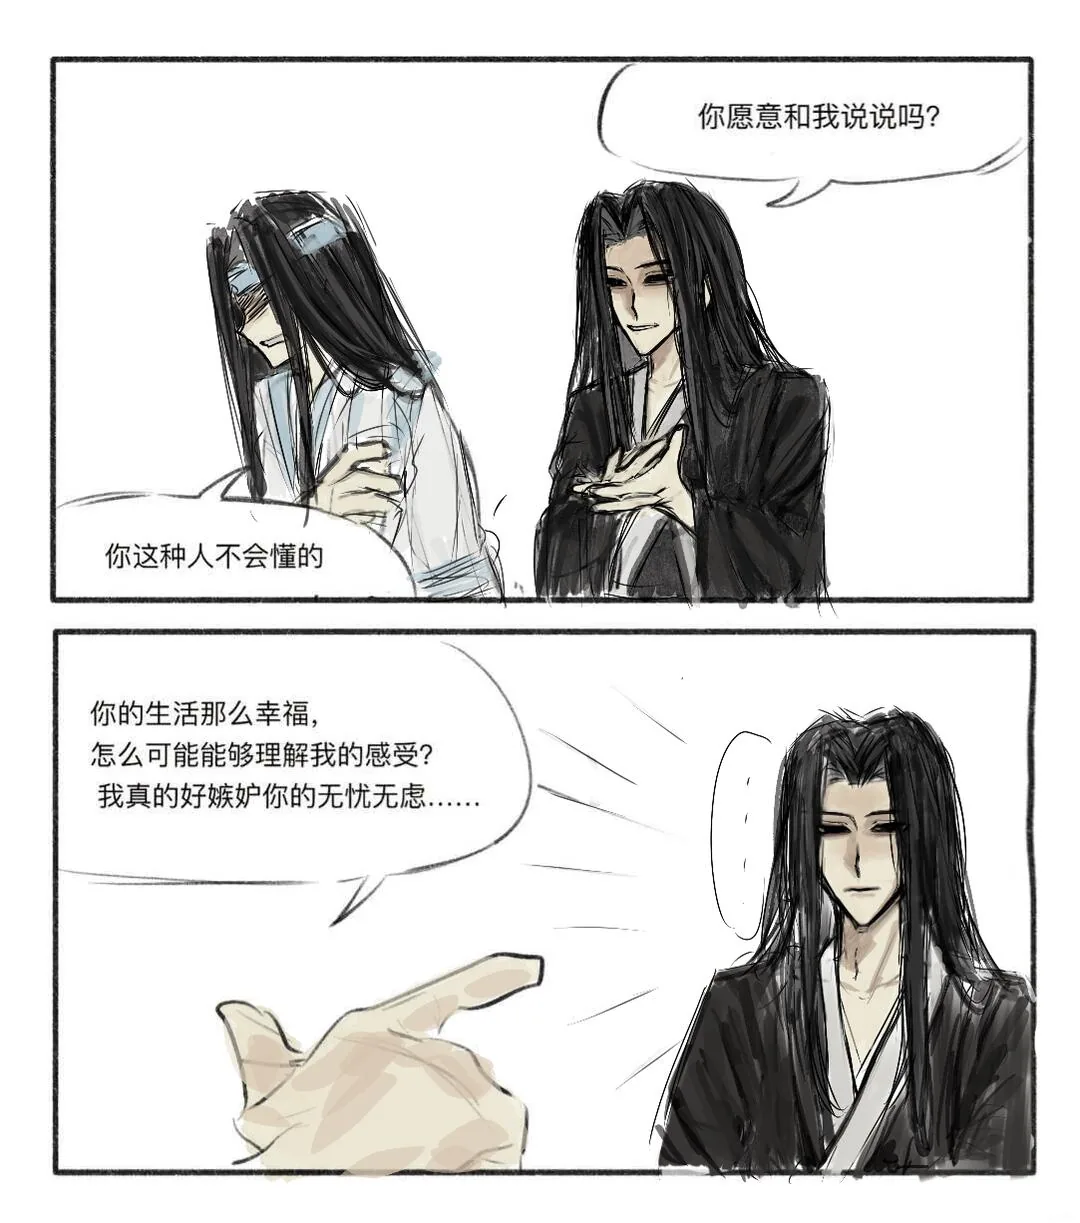 你愿意和我说说吗？
你这种人不会懂的
你的生活那么幸福，
怎么可能能够理解我的感受？
我真的好嫉妒你的无忧无虑……
......